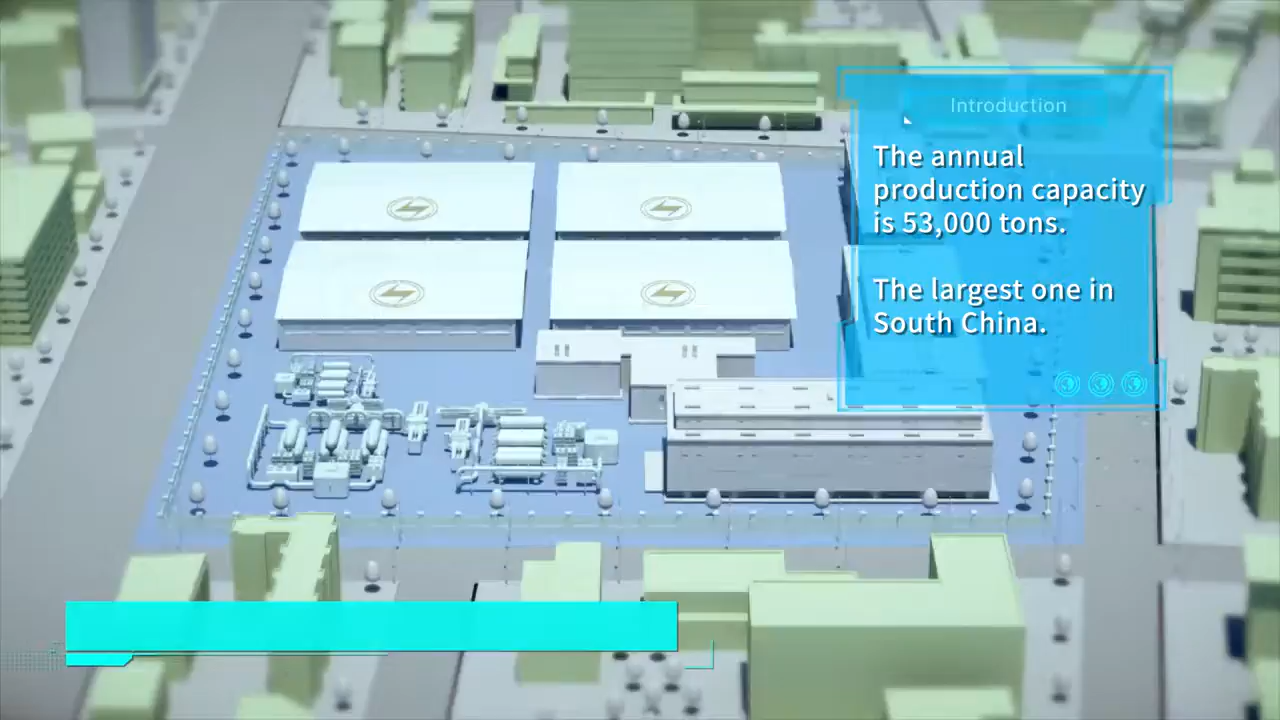 Introduction
The annual
production capacity
is 53,000 tons.
The largest one in
South China.